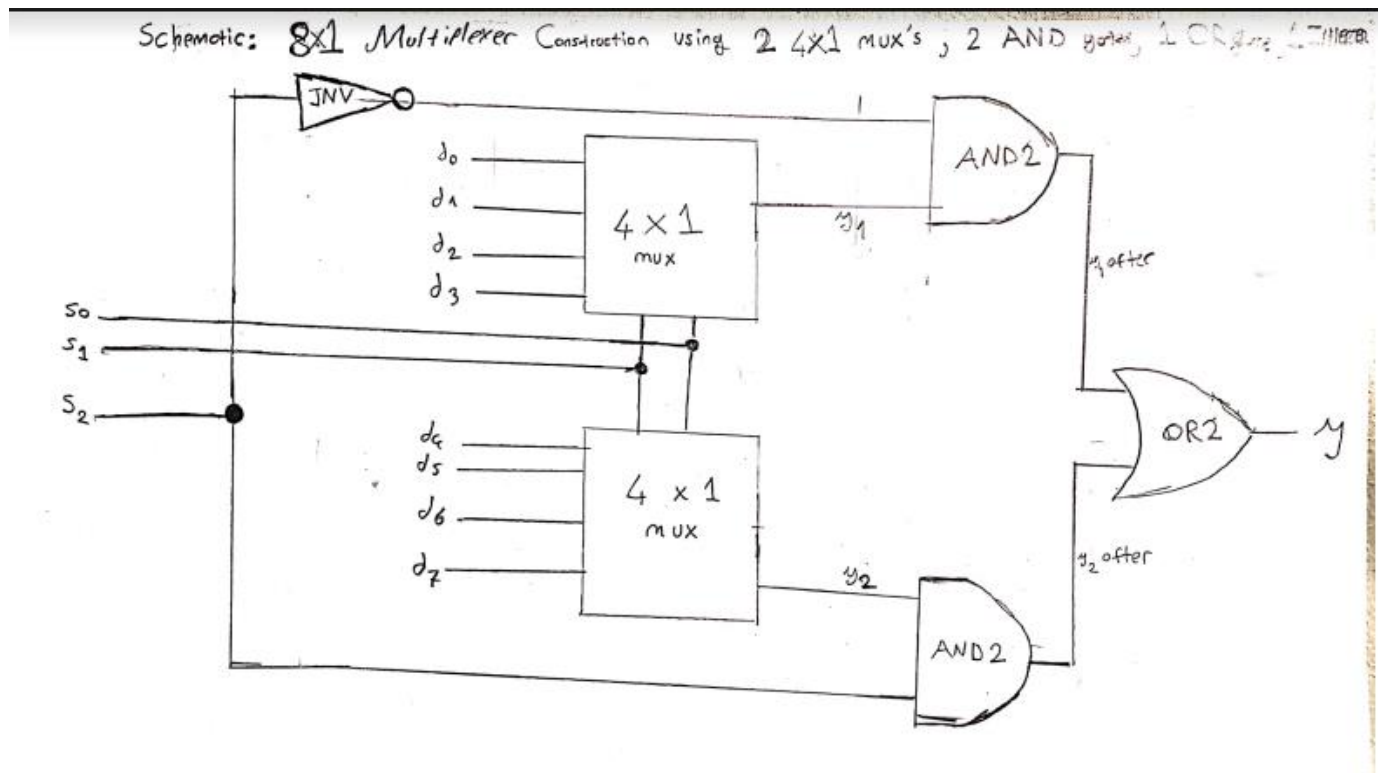 Schematic: 8x1 Multiplexer Construction using 2 4x1 mux's, 2 AND gates, 1 OR
INV
AND2
d0
d1
d2
d3
4 x 1
mux
y1
y1 after
s0
s1
s2
OR2
y
d4
d5
d6
d7
4 x 1
mux
y2
y2 after
AND2